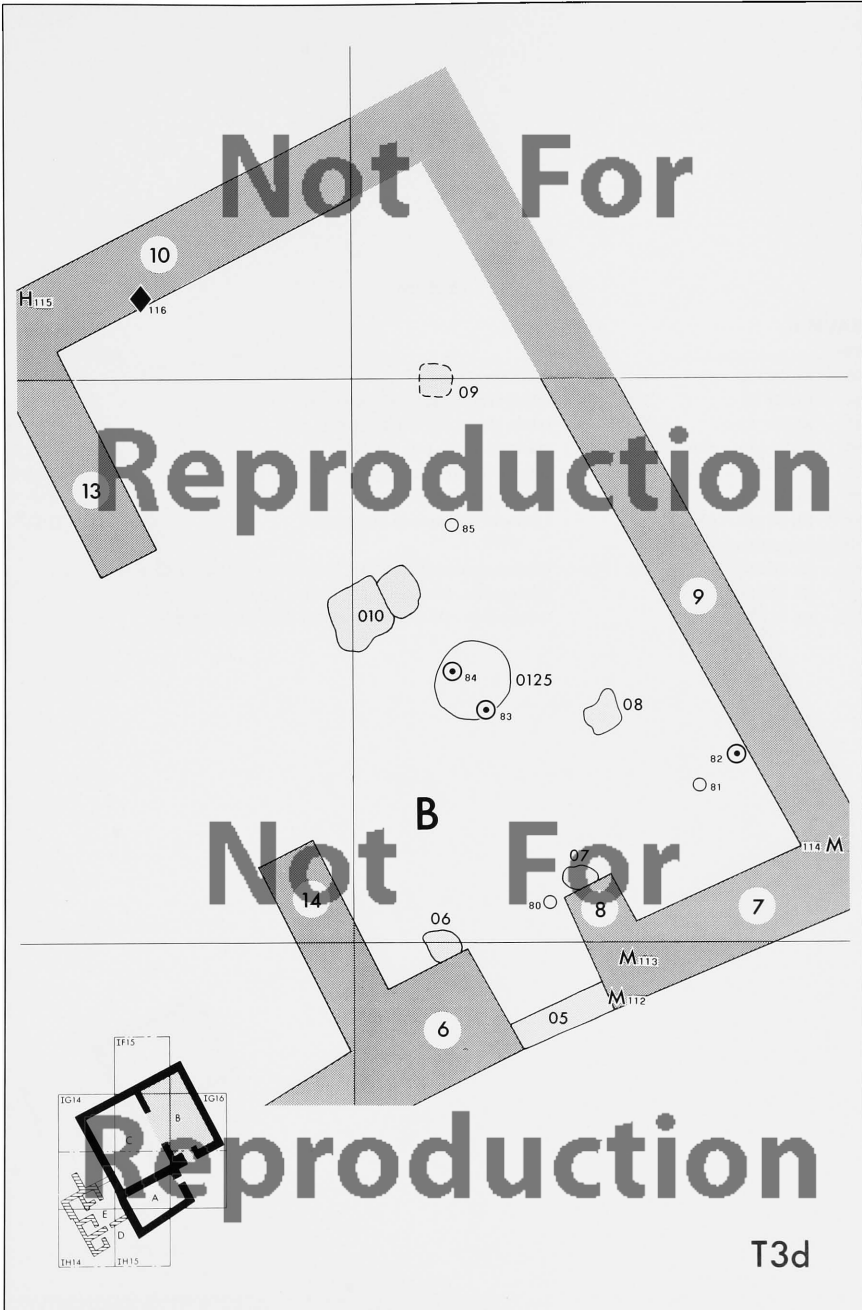 Not For
10
H115
116
09
Reproduction
13
85
9
010
84
0125
83
08
82
81
B
114 M
Not For
07
14
80
8
7
06
M113
M112
05
6
IF15
IG14
IG16
B
C
Reproduction
A
E
D
IH14
IH15
T3d